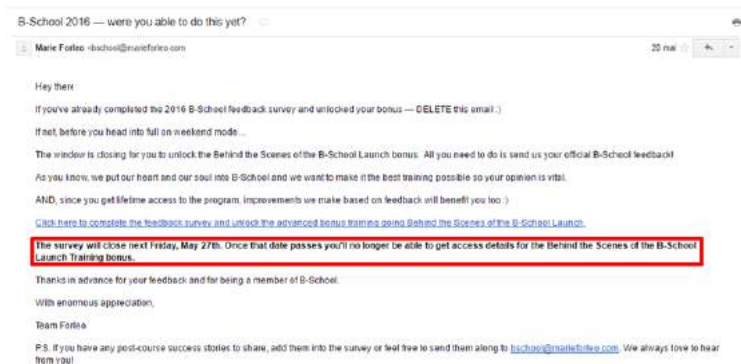 B-School 2016 — were you able to do this yet?
Marie Forleo <bschool@marieforleo.com
20 mai
Hey there
If you've already completed the 2016 B-School feedback survey and unlocked your bonus — DELETE this email :)
If not, before you head into full on weekend mode...
The window is closing for you to unlock the Behind the Scenes of the B-School Launch bonus. All you need to do is send us your official B-School feedback!
As you know, we put our heart and our soul into B-School and we want to make it the best training possible so your opinion is vital.
AND, since you get lifetime access to the program, improvements we make based on feedback will benefit you too :)
Click here to complete the feedback survey and unlock the advanced bonus training going Behind the Scenes of the B-School Launch.
The survey will close next Friday, May 27th. Once that date passes you'll no longer be able to get access details for the Behind the Scenes of the B-School
Launch Training bonus.
Thanks in advance for your feedback and for being a member of B-School.
With enormous appreciation,
Team Forleo
P.S. If you have any post-course success stories to share, add them into the survey or feel free to send them along to bschool@marieforleo.com. We always love to hear
from you!